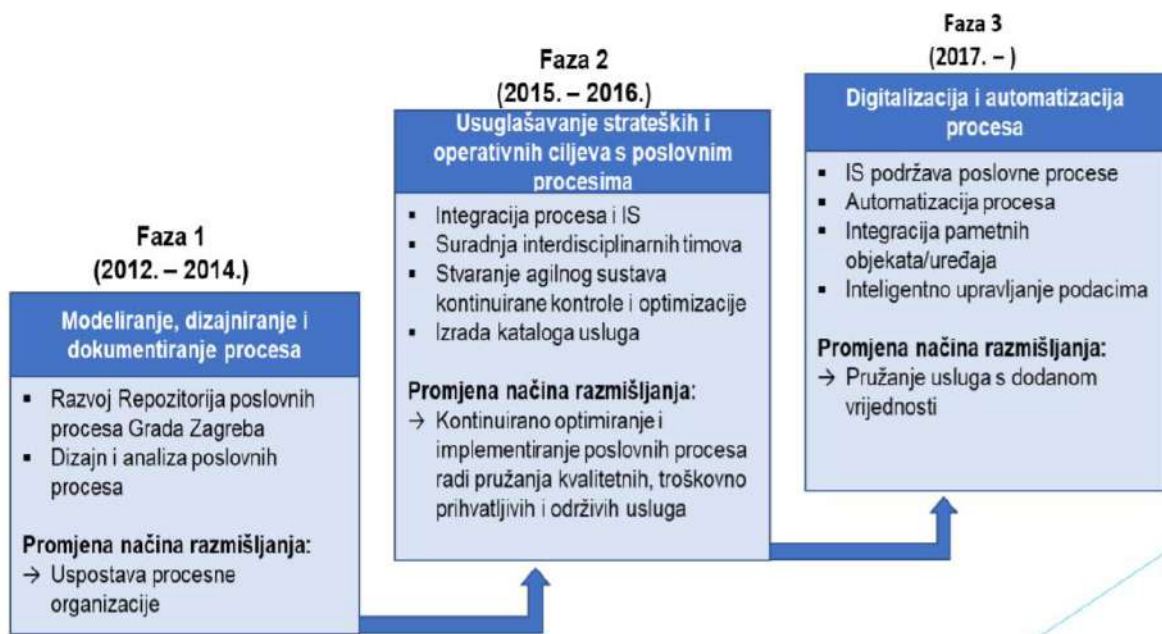 Faza 1
(2012. – 2014.)
Modeliranje, dizajniranje i
dokumentiranje procesa
▪ Razvoj Repozitorija poslovnih
procesa Grada Zagreba
▪ Dizajn i analiza poslovnih
procesa
Promjena načina razmišljanja:
→ Uspostava procesne
organizacije
Faza 2
(2015. – 2016.)
Usuglašavanje strateških i
operativnih ciljeva s poslovnim
procesima
▪ Integracija procesa i IS
▪ Suradnja interdisciplinarnih timova
▪ Stvaranje agilnog sustava
kontinuirane kontrole i optimizacije
▪ Izrada kataloga usluga
Promjena načina razmišljanja:
→ Kontinuirano optimiranje i
implementiranje poslovnih procesa
radi pružanja kvalitetnih, troškovno
prihvatljivih i održivih usluga
Faza 3
(2017. – )
Digitalizacija i automatizacija
procesa
▪ IS podržava poslovne procese
▪ Automatizacija procesa
▪ Integracija pametnih
objekata/uređaja
▪ Inteligentno upravljanje podacima
Promjena načina razmišljanja:
→ Pružanje usluga s dodanom
vrijednosti